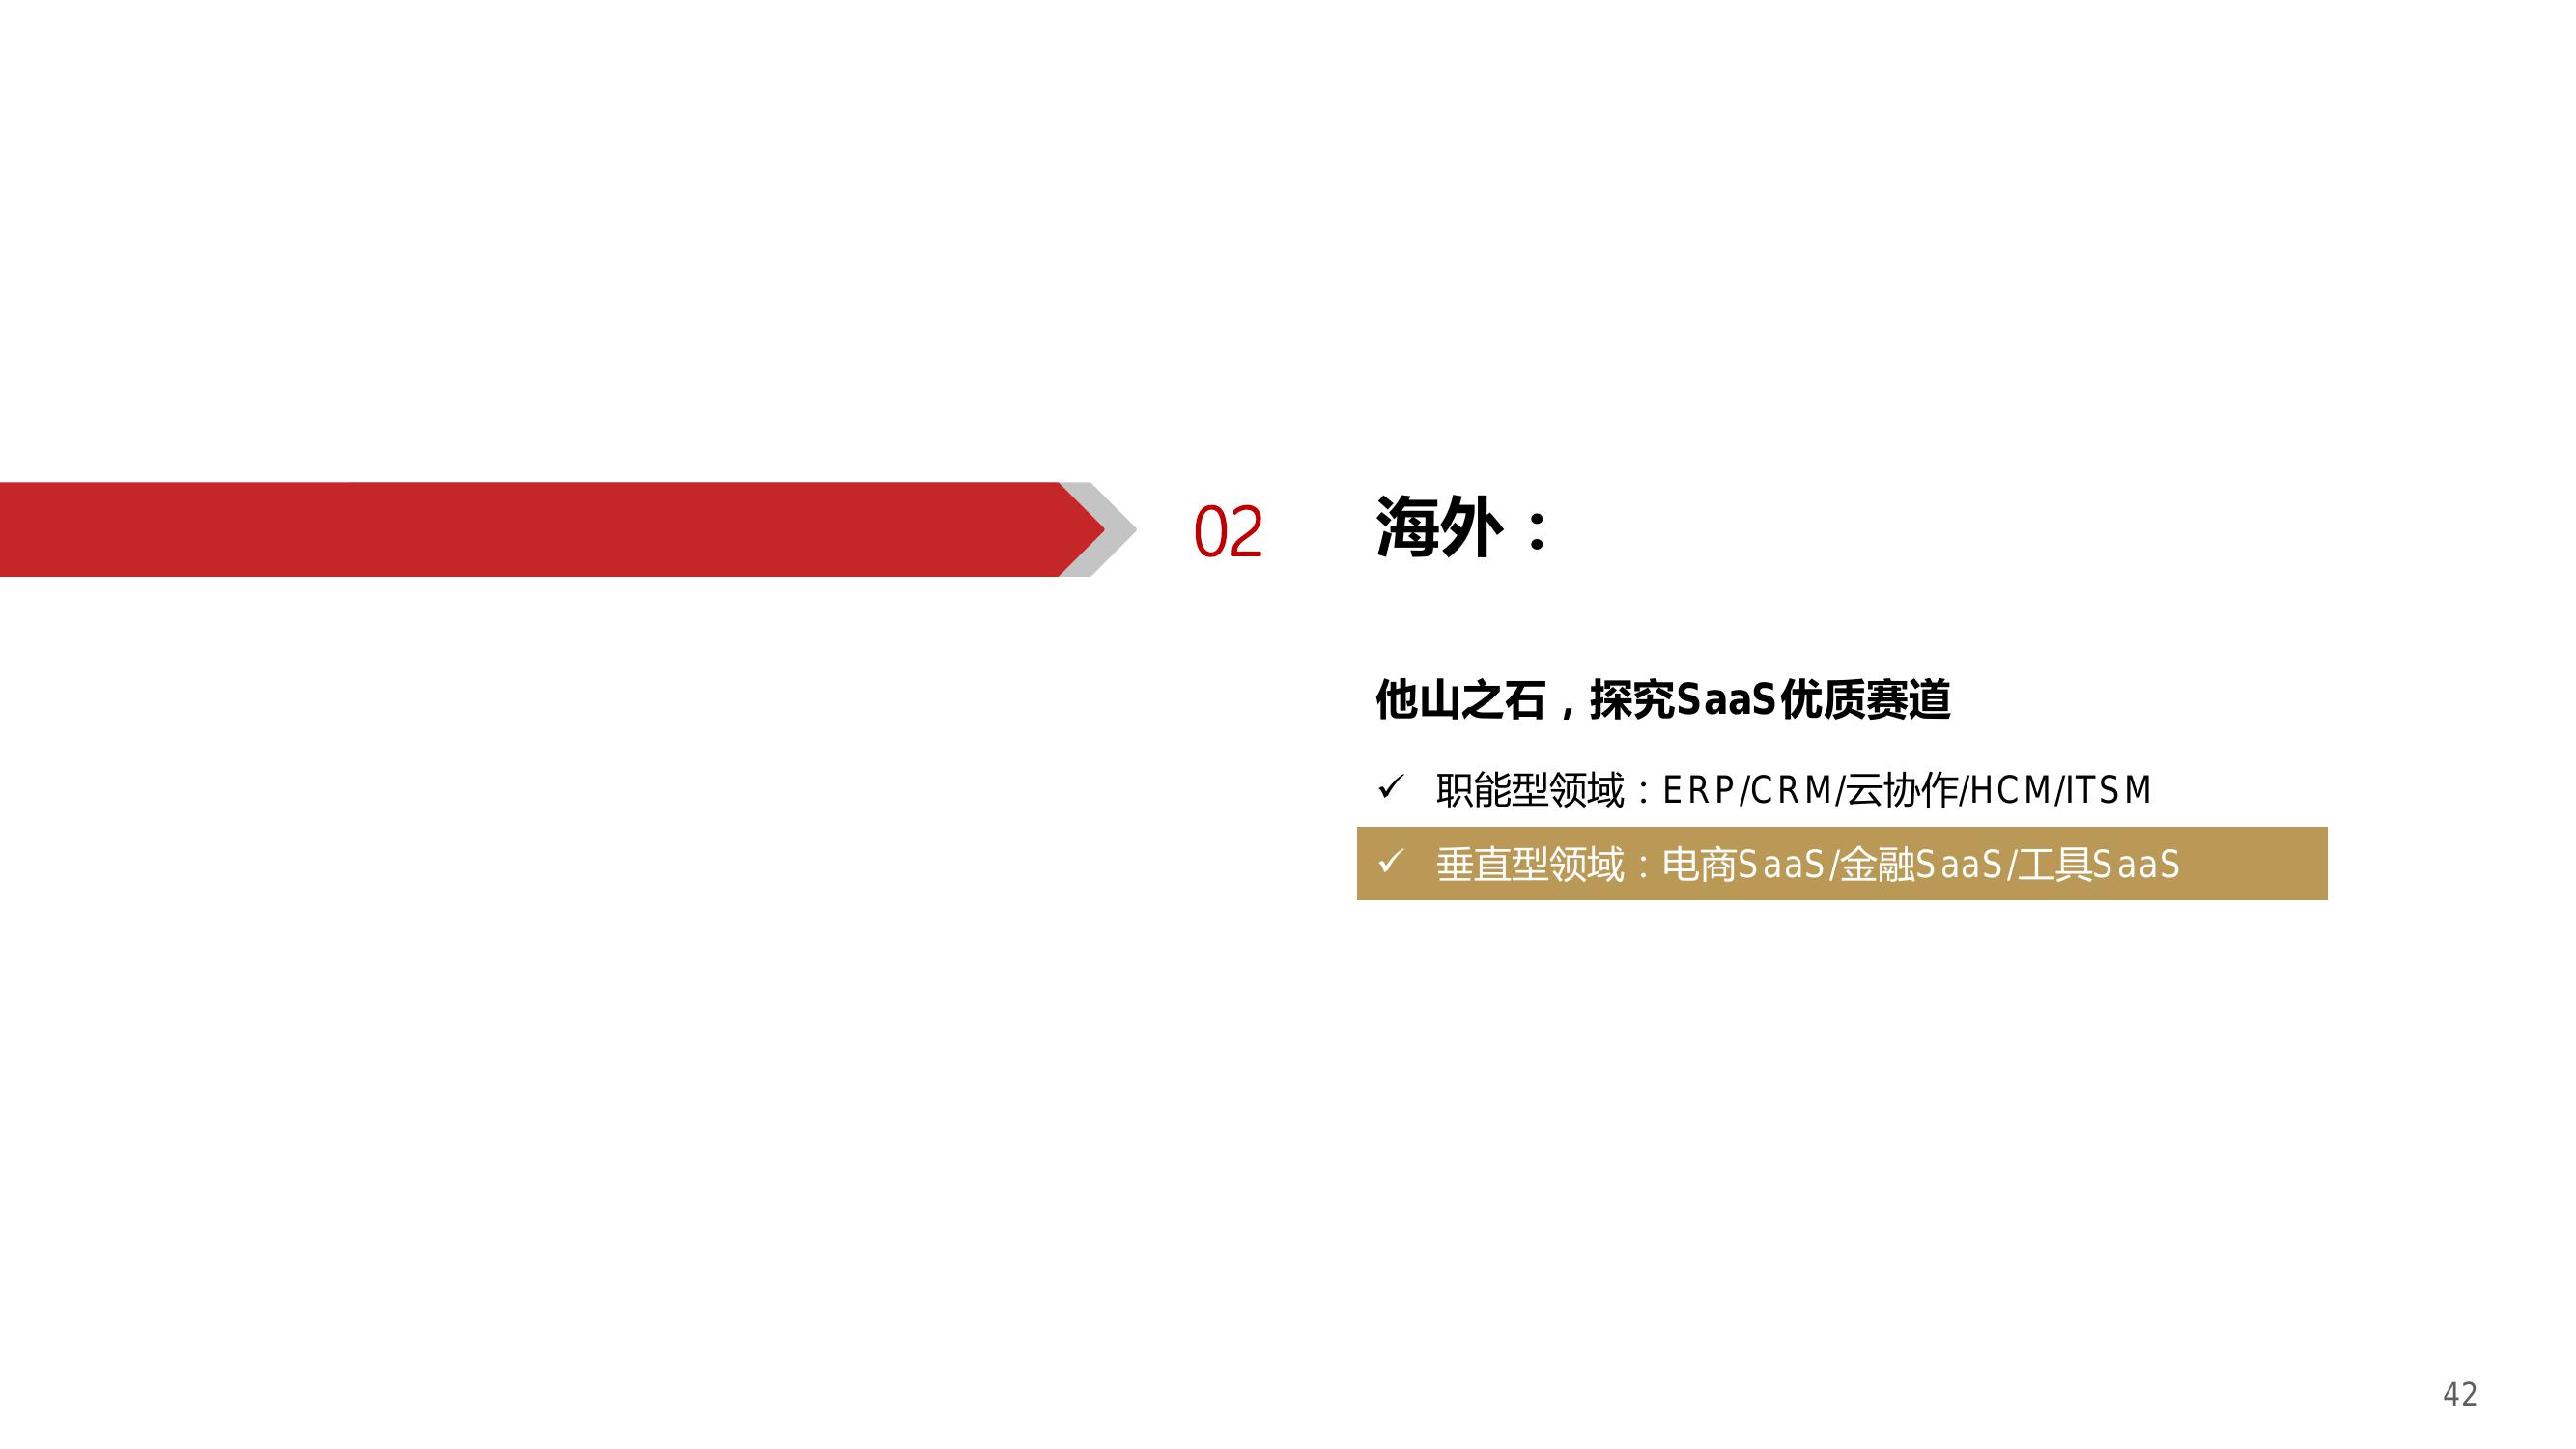 02
海外：
他山之石，探究SaaS优质赛道
✓ 职能型领域：ERP/CRM/云协作/HCM/ITSM
✓ 垂直型领域：电商SaaS/金融SaaS/工具SaaS
42